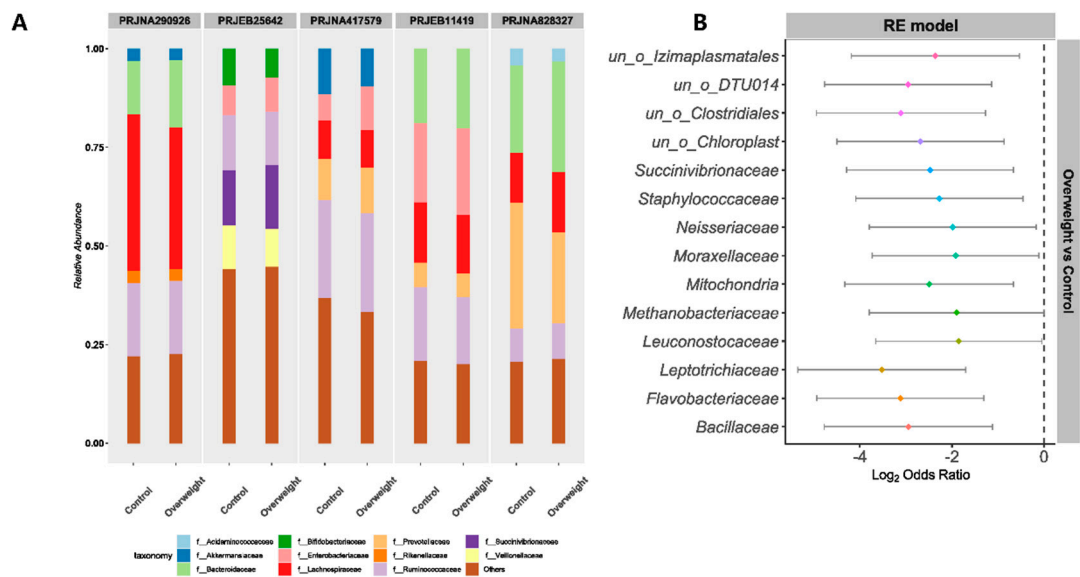 A
PRJNA290926 PRJEB25642 PRJNA417579 PRJEB11419 PRJNA828327
1.00
0.75
0.50
0.25
0.00
Relative Abundance
Control Overweight Control Overweight Control Overweight Control Overweight Control Overweight
taxonomy
f__Acidaminococcaceae f__Bifidobacteriaceae f__Prevotellaceae f__Succinivibrionaceae
f__Akkermansiaceae f__Enterobacteriaceae f__Rikenellaceae f__Veillonellaceae
f__Bacteroidaceae f__Lachnospiraceae f__Ruminococcaceae Others
B
RE model
un_o_Izimaplasmatales
un_o_DTU014
un_o_Clostridiales
un_o_Chloroplast
Succinivibrionaceae
Staphylococcaceae
Neisseriaceae
Moraxellaceae
Mitochondria
Methanobacteriaceae
Leuconostocaceae
Leptotrichiaceae
Flavobacteriaceae
Bacillaceae
Overweight vs Control
-4 -2 0
Log2 Odds Ratio